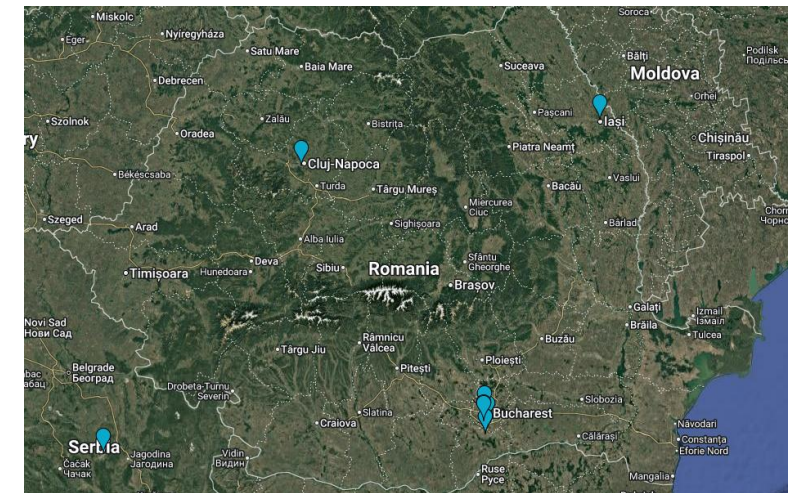 Soroca
Miskolc
Nyíregyháza
Eger
Satu Mare
Baia Mare
Suceava
Bălți
Podilsk
Moldova
Debrecen
Orhei
Pașcani
Szolnok
Zalău
Bistrița
Iași
Oradea
Chișinău
ry
Piatra Neamț
Tiraspol
Cluj-Napoca
Békéscsaba
Turda
Târgu Mureș
Bacău
Vaslui
Miercurea
Ciuc
Szeged
Arad
Sighișoara
Bârlad
Alba Iulia
Deva
Sfântu
Gheorghe
Timișoara
Hunedoara
Sibiu
Romania
Brașov
Galați
Izmail
Ізмаїл
Novi Sad
Нови Сад
Brăila
Tulcea
Râmnicu
Vâlcea
Buzău
Târgu Jiu
Ploiești
Pitești
Belgrade
Београд
Drobeta-Turnu
Severin
Slobozia
Slatina
Bucharest
Craiova
Năvodari
Călărași
Constanța
Serbia
Eforie Nord
Jagodina
Јагодина
Vidin
Видин
Čačak
Чачак
Ruse
Русе
Mangalia